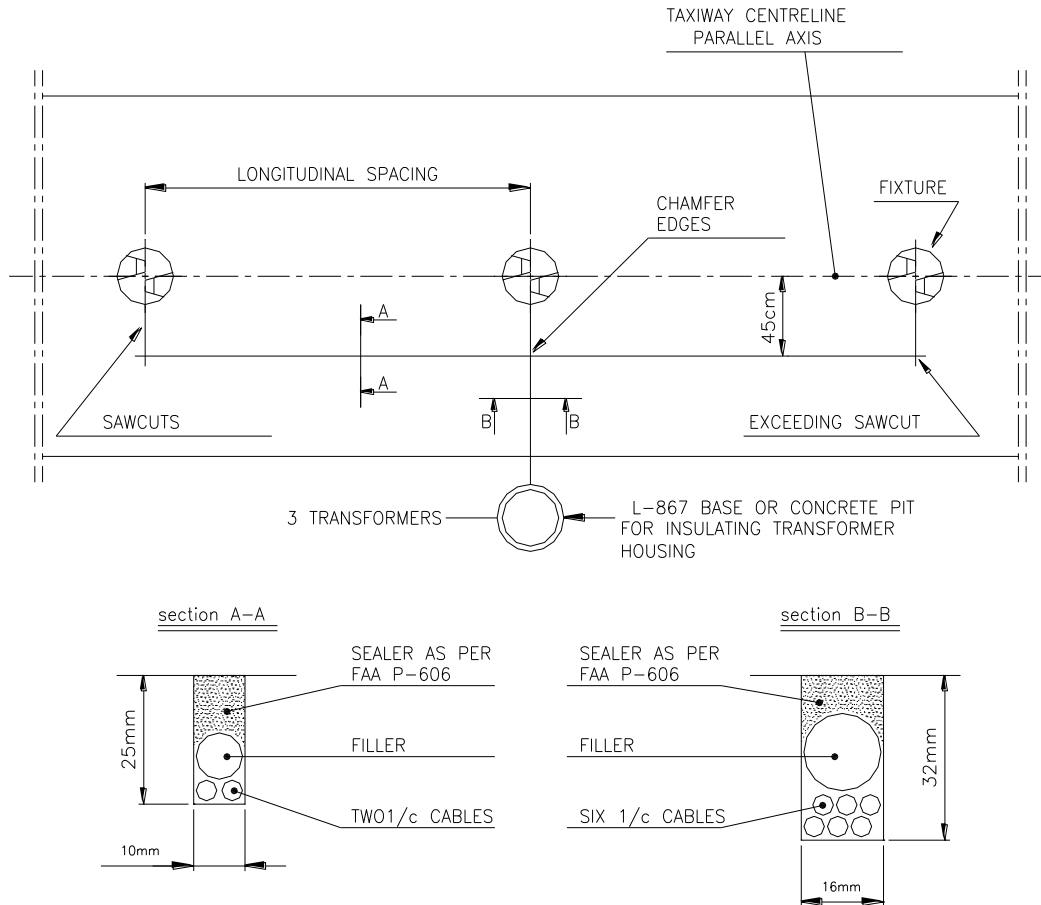 TAXIWAY CENTRELINE
PARALLEL AXIS
LONGITUDINAL SPACING
CHAMFER
EDGES
FIXTURE
45cm
A
A
SAWCUTS
B
B
EXCEEDING SAWCUT
3 TRANSFORMERS
L-867 BASE OR CONCRETE PIT
FOR INSULATING TRANSFORMER
HOUSING
section A-A
section B-B
SEALER AS PER
FAA P-606
SEALER AS PER
FAA P-606
25mm
FILLER
FILLER
32mm
TWO1/c CABLES
SIX 1/c CABLES
10mm
16mm